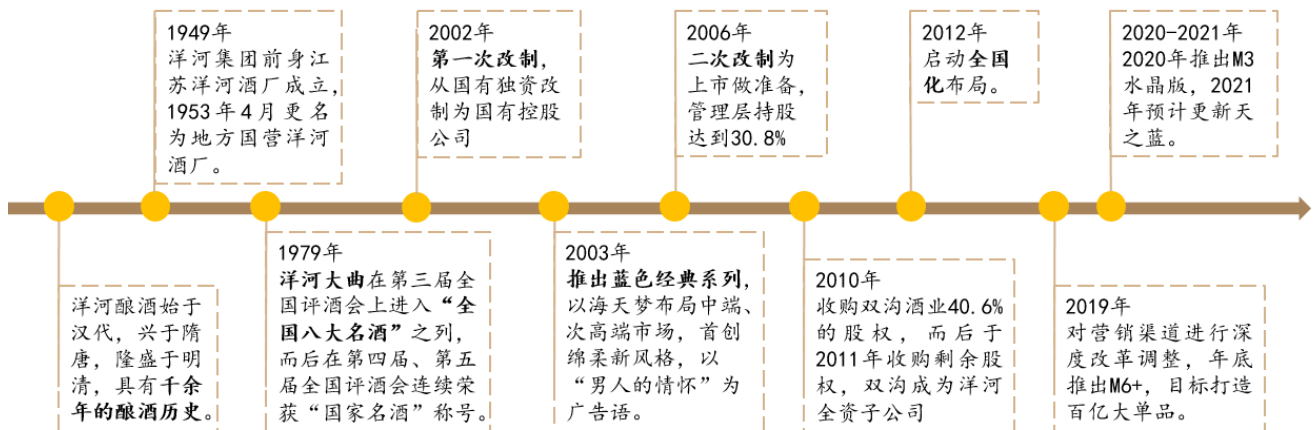 1949年
洋河集团前身江
苏洋河酒厂成立，
1953年4月更名
为地方国营洋河
酒厂。
2002年
第一次改制，
从国有独资改
制为国有控股
公司
2006年
二次改制为
上市做准备，
管理层持股
达到30.8%
2012年
启动全国
化布局。
2020-2021年
2020年推出M3
水晶版，2021
年预计更新天
之蓝。
洋河酿酒始于
汉代，兴于隋
唐，隆盛于明
清，具有千余
年的酿酒历史。
1979年
洋河大曲在第三届全
国评酒会上进入“全
国八大名酒”之列，
而后在第四届、第五
届全国评酒会连续荣
获“国家名酒”称号。
2003年
推出蓝色经典系列，
以海天梦布局中端、
次高端市场，首创
绵柔新风格，以
“男人的情怀”为
广告语。
2010年
收购双沟酒业40.6%
的股权，而后于
2011年收购剩余股
权，双沟成为洋河
全资子公司
2019年
对营销渠道进行深
度改革调整，年底
推出M6+，目标打造
百亿大单品。